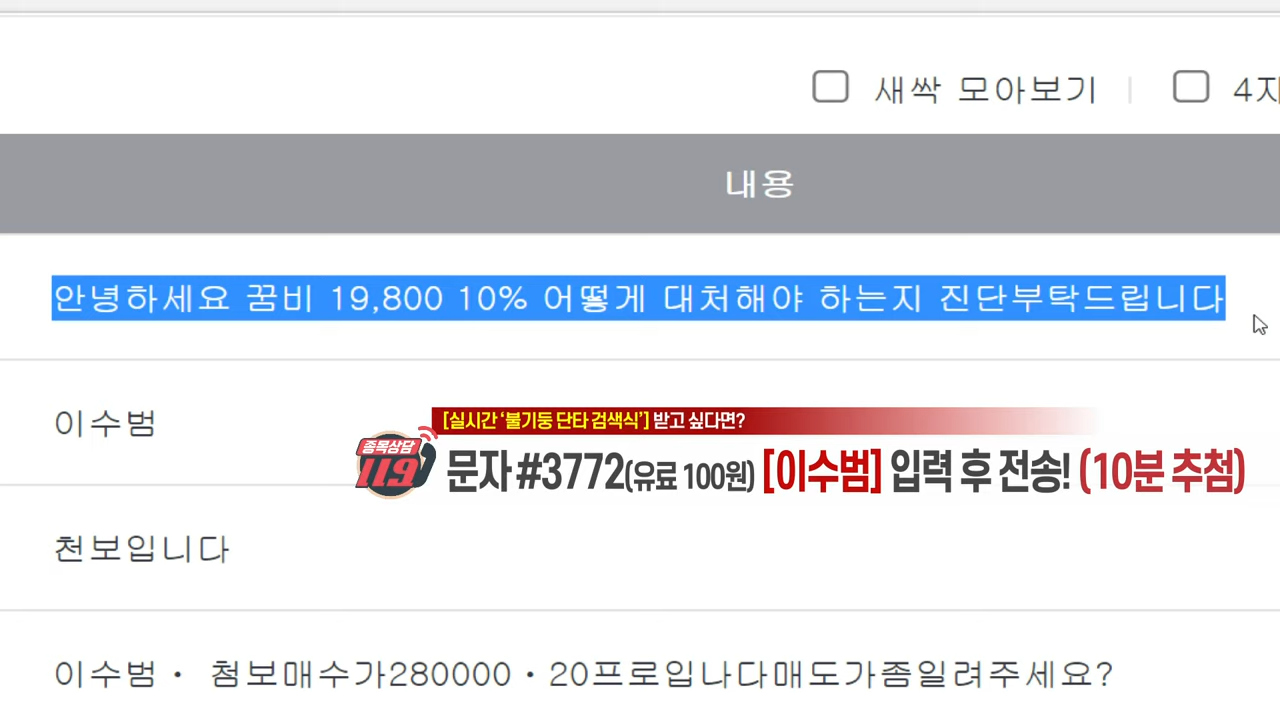 새싹 모아보기
4자
내용
안녕하세요 꿈비 19,800 10% 어떻게 대처해야 하는지 진단부탁드립니다
이수범
[실시간 '불기둥 단타 검색식'] 받고 싶다면?
종목상담
119
문자 #3772(유료 100원) [이수범] 입력 후 전송! (10분 추첨)
천보입니다
이수범 · 첨보매수가280000 · 20프로입나다매도가좀일려주세요?